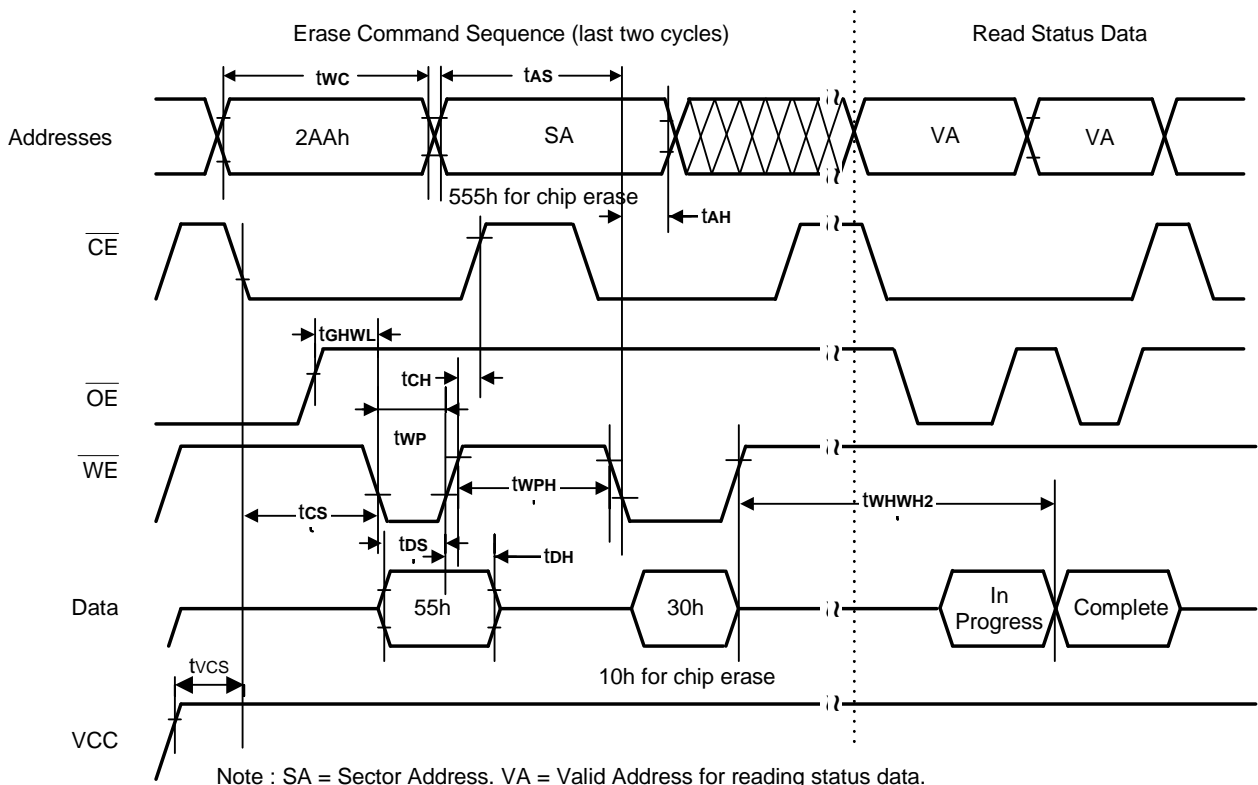 Erase Command Sequence (last two cycles)
Read Status Data
tWC
tAS
Addresses
2AAh
SA
VA
VA
555h for chip erase
tAH
CE
tGHWL
tCH
OE
tWP
WE
tWPH
tWHWH2
tCS
tDS
tDH
Data
55h
30h
In
Progress
Complete
tVCS
10h for chip erase
VCC
Note : SA = Sector Address. VA = Valid Address for reading status data.